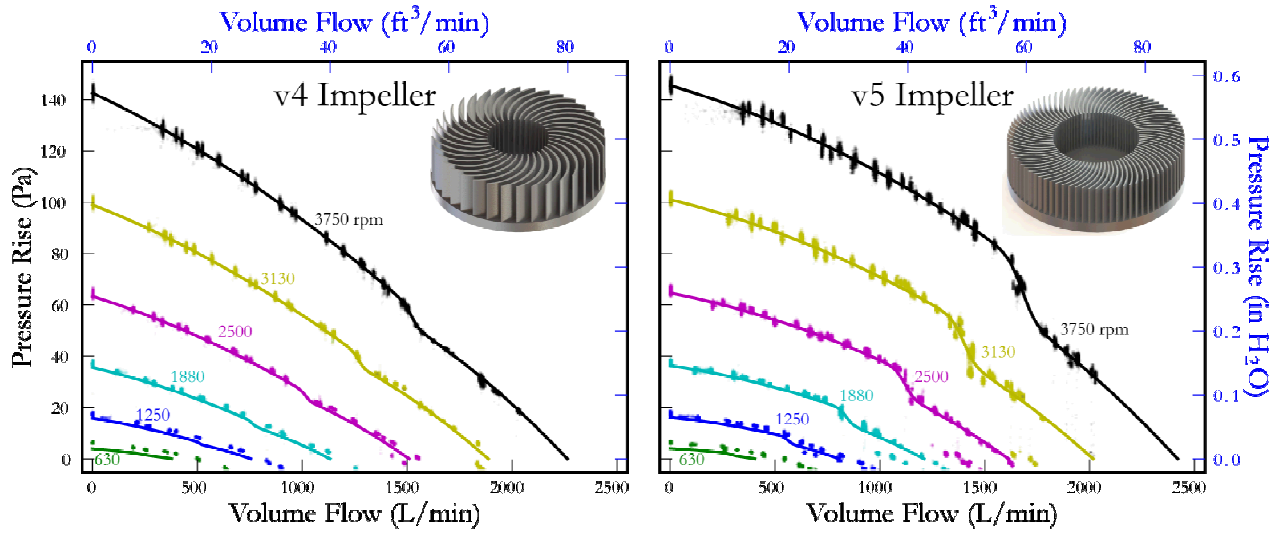 Volume Flow (ft³/min)
0 20 40 60 80
v4 Impeller
Pressure Rise (Pa)
140
120
100
80
60
40
20
0
3750 rpm
3130
2500
1880
1250
630
0 500 1000 1500 2000 2500
Volume Flow (L/min)
Volume Flow (ft³/min)
0 20 40 60 80
v5 Impeller
3750 rpm
3130
2500
1880
1250
630
0.6
0.5
0.4
0.3
0.2
0.1
0.0
Pressure Rise (in H₂O)
0 500 1000 1500 2000 2500
Volume Flow (L/min)